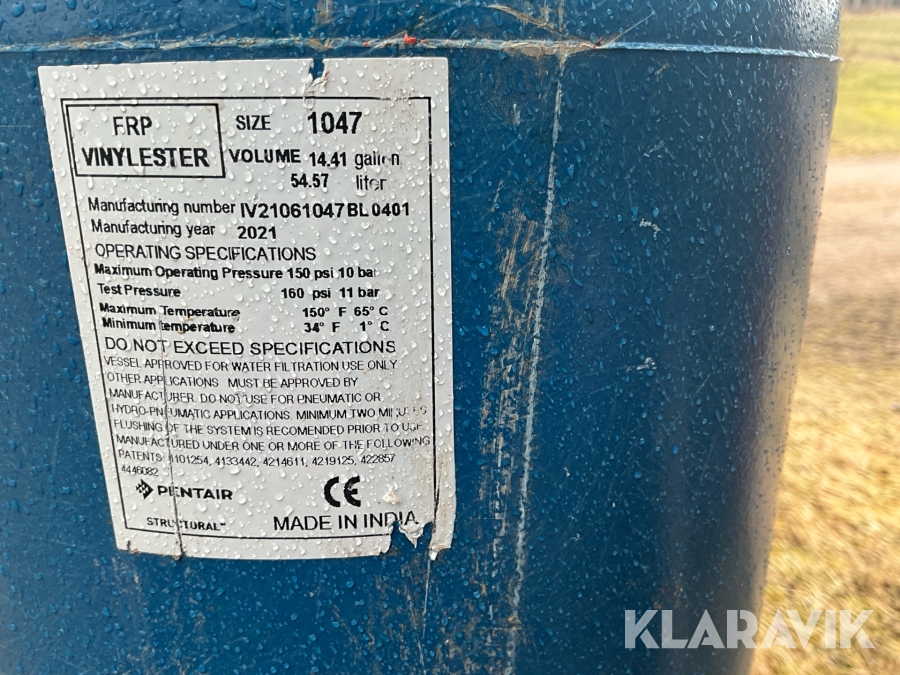 FRP
VINYLESTER
SIZE 1047
VOLUME 14.41 gallon
54.57 liter
Manufacturing number IV21061047BL0401
Manufacturing year 2021
OPERATING SPECIFICATIONS
Maximum Operating Pressure 150 psi 10 bar
Test Pressure 160 psi 11 bar
Maximum Temperature 150° F 65° C
Minimum temperature 34° F 1° C
DO NOT EXCEED SPECIFICATIONS
VESSEL APPROVED FOR WATER FILTRATION USE ONLY
OTHER APPLICATIONS MUST BE APPROVED BY
MANUFACTURER. DO NOT USE FOR PNEUMATIC OR
HYDRO-PNEUMATIC APPLICATIONS. MINIMUM TWO MINUTES
FLUSHING OF THE SYSTEM IS RECOMENDED PRIOR TO USE
MANUFACTURED UNDER ONE OR MORE OF THE FOLLOWING
PATENTS: 4101254, 4133442, 4214611, 4219125, 422857
4446082
PENTAIR
CE
STRUCTURAL™
MADE IN INDIA
KLARAVIK